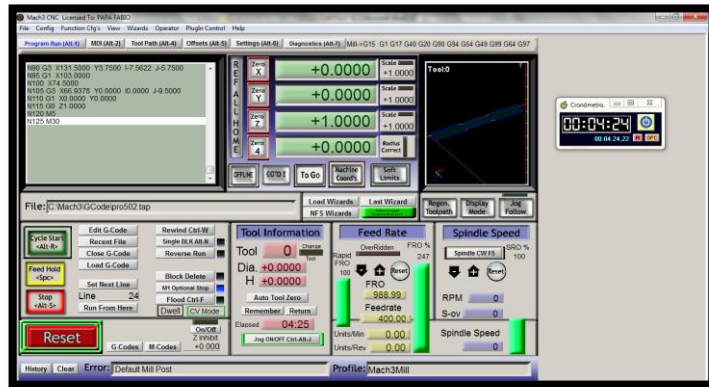 Mach3 CNC Licensed To: PAPA FABIO
File Config Function Cfg's View Wizards Operator PlugIn Control Help
Program Run (Alt-1) MDI (Alt-2) Tool Path (Alt-4) Offsets (Alt-5) Settings (Alt-6) Diagnostics (Alt-7) Mill->G15 G1 G17 G40 G20 G90 G94 G54 G49 G99 G64 G97
N90 G3 X131.5000 Y3.7500 I-7.5622 J-5.7500
N95 G1 X103.0000
N100 X74.5000
N105 G3 X66.9378 Y0.0000 I0.0000 J-9.5000
N110 G1 X0.0000 Y0.0000
N115 G0 Z1.0000
N120 M5
N125 M30
REF ALL HOME
Zero X +0.0000 Scale +1.0000
Zero Y +0.0000 Scale +1.0000
Zero Z +1.0000 Scale +1.0000
Zero 4 +0.0000 Radius Correct
OFFLINE GOTO Z To Go Machine Coord's Soft Limits
Tool:0
Cronómetro.
00:04:24
00:04:24,22 R OPC
File: C:\Mach3\GCode\pro502.tap
Load Wizards Last Wizard
NFS Wizards
Regen. Toolpath Display Mode Jog Follow
Cycle Start <Alt-R>
Feed Hold <Spc>
Stop <Alt-S>
Edit G-Code
Recent File
Close G-Code
Load G-Code
Set Next Line
Line 24
Run From Here
Rewind Ctrl-W
Single BLK Alt-N
Reverse Run
Block Delete
M1 Optional Stop
Flood Ctrl-F
Dwell CV Mode
Reset
G-Codes M-Codes
On/Off
Z Inhibit
+0.000
Tool Information
Tool 0 Change Tool
Dia. +0.0000
H +0.0000
Auto Tool Zero
Remember Return
Elapsed 04:25
Jog ON/OFF Ctrl-Alt-J
Feed Rate
OverRidden FRO %
Rapid FRO 100 247
Reset
FRO
988.99
Feedrate
400.00
Units/Min 0.00
Units/Rev 0.00
Spindle Speed
Spindle CW F5 SRO % 100
Reset
RPM 0
S-ov 0
Spindle Speed
0
History Clear Error: Default Mill Post Profile: Mach3Mill